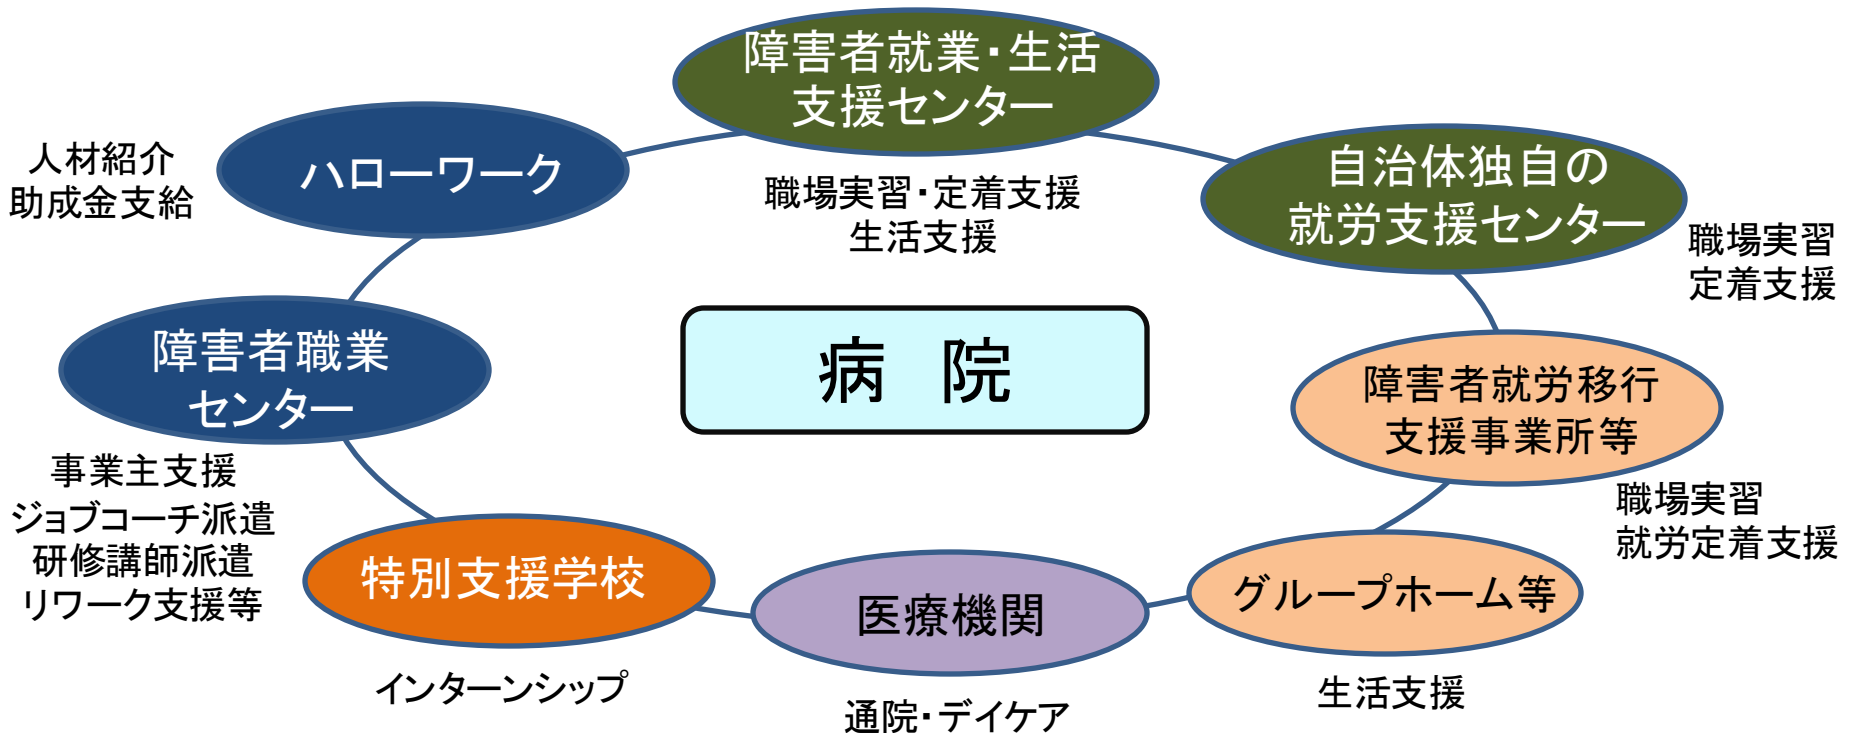 障害者就業・生活
支援センター
職場実習・定着支援
生活支援
ハローワーク
人材紹介
助成金支給
自治体独自の
就労支援センター
職場実習
定着支援
病　院
障害者職業
センター
事業主支援
ジョブコーチ派遣
研修講師派遣
リワーク支援等
障害者就労移行
支援事業所等
職場実習
就労定着支援
特別支援学校
インターンシップ
医療機関
通院・デイケア
グループホーム等
生活支援